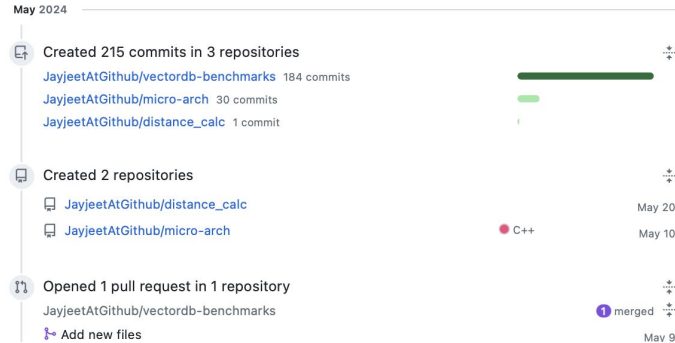 May 2024
Created 215 commits in 3 repositories
JayjeetAtGithub/vectordb-benchmarks 184 commits
JayjeetAtGithub/micro-arch 30 commits
JayjeetAtGithub/distance_calc 1 commit
Created 2 repositories
JayjeetAtGithub/distance_calc May 20
JayjeetAtGithub/micro-arch C++ May 10
Opened 1 pull request in 1 repository
JayjeetAtGithub/vectordb-benchmarks 1 merged
Add new files May 9